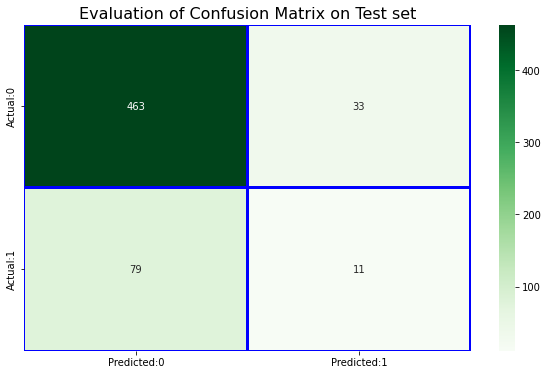 Evaluation of Confusion Matrix on Test set
Actual:0
463
33
Actual:1
79
11
Predicted:0
Predicted:1
400
300
200
100